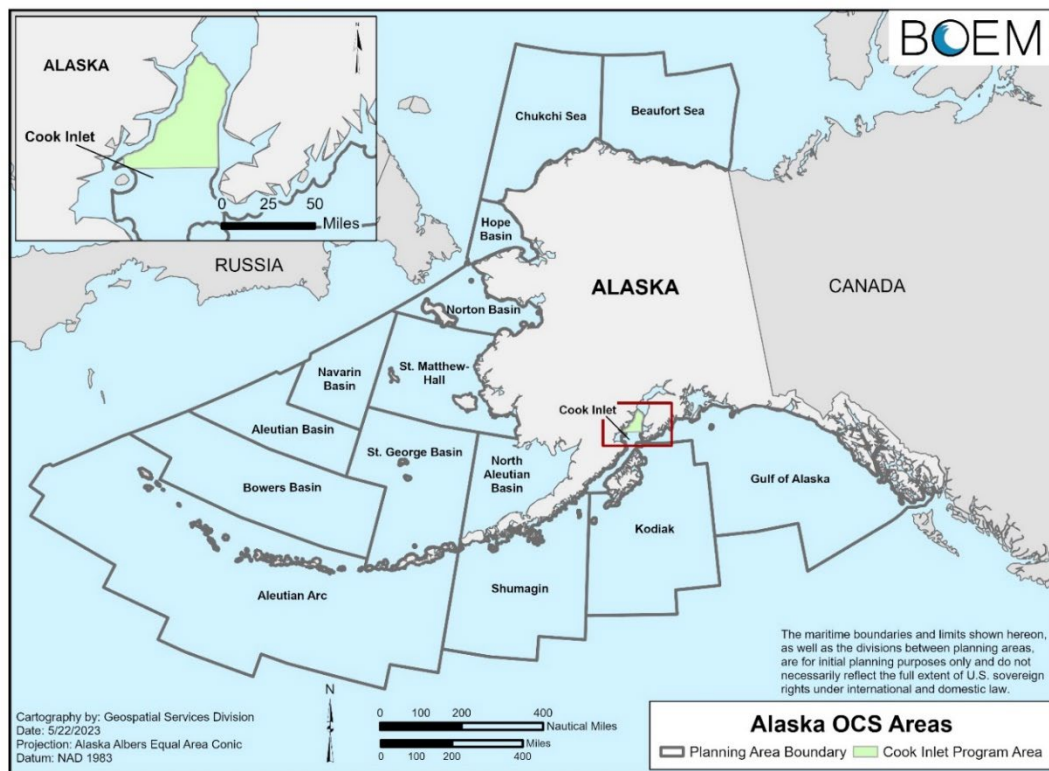 BOEM
N
ALASKA
Cook Inlet
0 25 50
Miles
Chukchi Sea
Beaufort Sea
Hope
Basin
RUSSIA
ALASKA
CANADA
Norton Basin
Navarin
Basin
St. Matthew-
Hall
Cook Inlet
Aleutian Basin
St. George Basin
North
Aleutian
Basin
Gulf of Alaska
Bowers Basin
Kodiak
Aleutian Arc
Shumagin
The maritime boundaries and limits shown hereon,
as well as the divisions between planning areas,
are for initial planning purposes only and do not
necessarily reflect the full extent of U.S. sovereign
rights under international and domestic law.
N
Cartography by: Geospatial Services Division
Date: 5/22/2023
Projection: Alaska Albers Equal Area Conic
Datum: NAD 1983
0 200 400
Nautical Miles
Miles
0 200 400
Alaska OCS Areas
Planning Area Boundary Cook Inlet Program Area